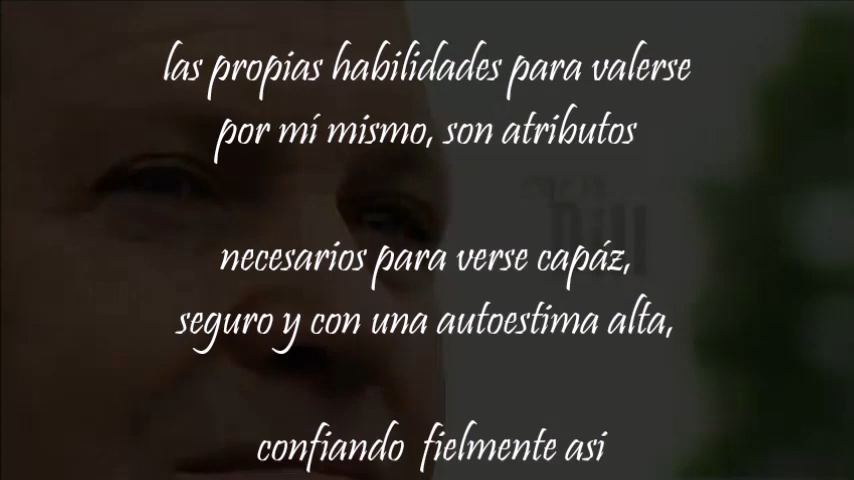 las propias habilidades para valerse
por mí mismo, son atributos
necesarios para verse capáz,
seguro y con una autoestima alta,
confiando fielmente asi